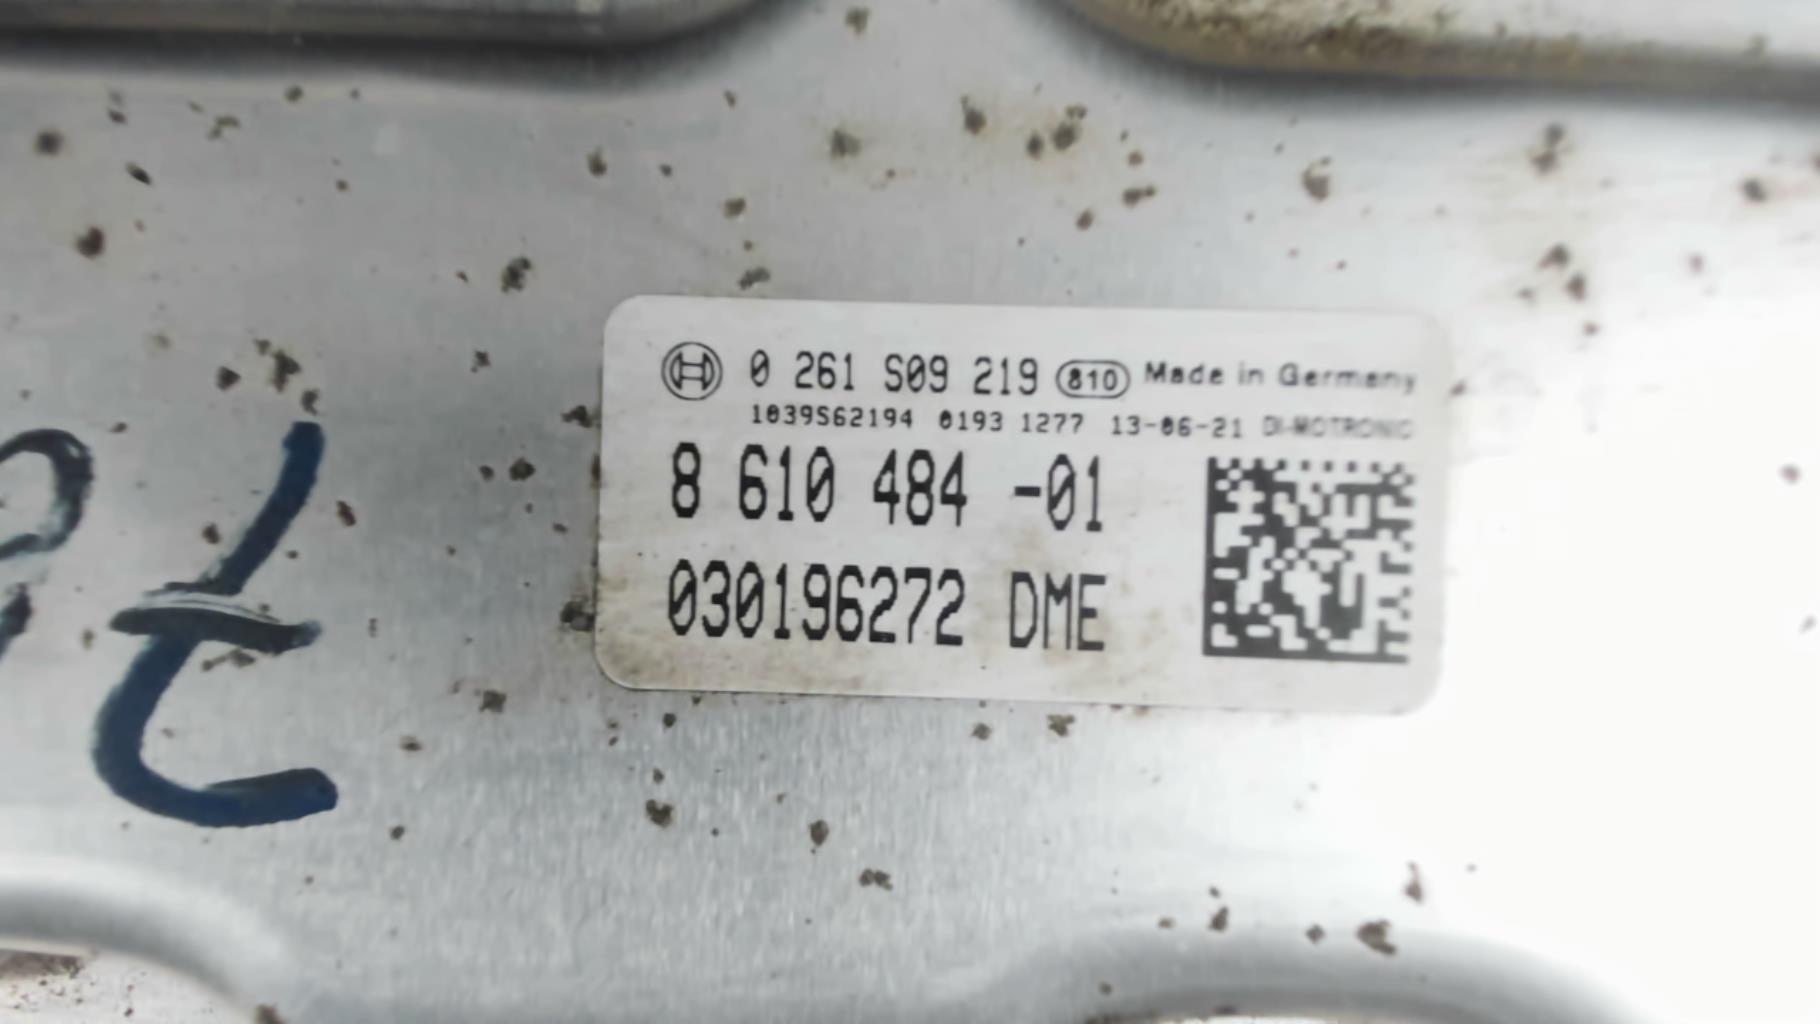 0 261 S09 219 810 Made in Germany
1039S62194 0193 1277 13-06-21 DI-MOTRONIC
8 610 484 -01
030196272 DME